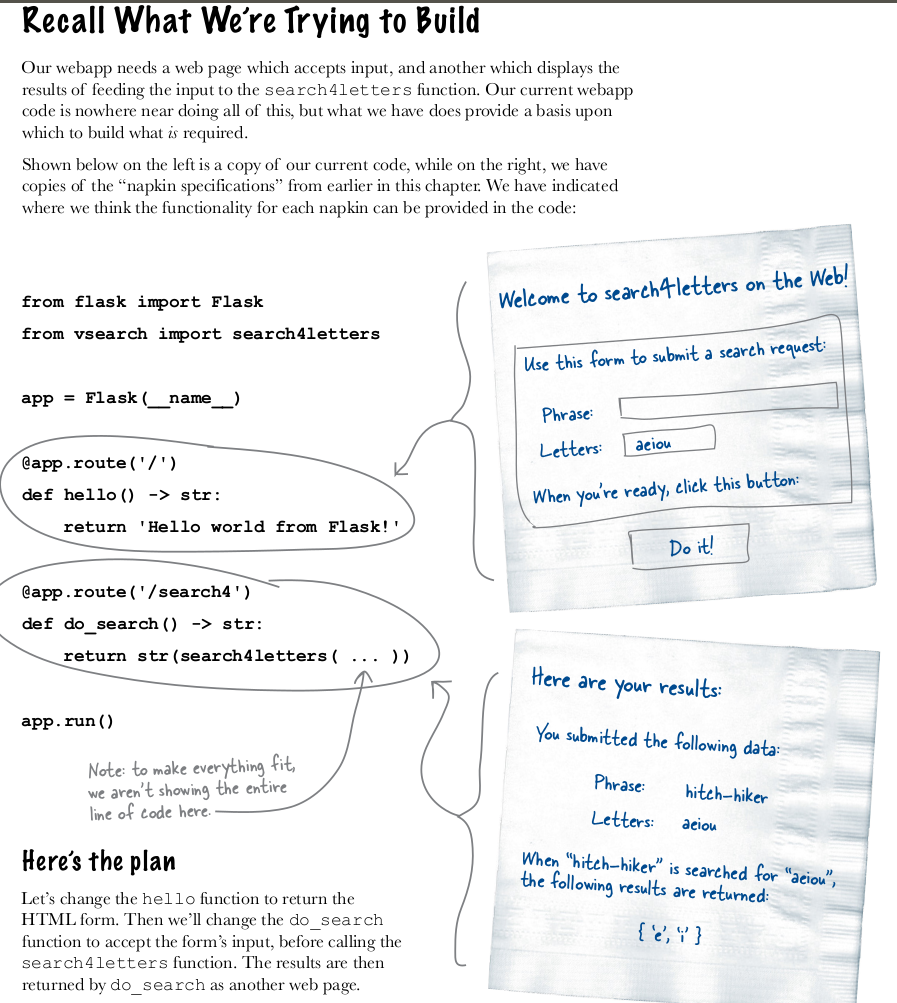 Recall What We're Trying to Build
Our webapp needs a web page which accepts input, and another which displays the
results of feeding the input to the search4letters function. Our current webapp
code is nowhere near doing all of this, but what we have does provide a basis upon
which to build what is required.
Shown below on the left is a copy of our current code, while on the right, we have
copies of the “napkin specifications” from earlier in this chapter. We have indicated
where we think the functionality for each napkin can be provided in the code:
from flask import Flask
from vsearch import search4letters
app = Flask(__name__)
@app.route('/')
def hello() -> str:
    return 'Hello world from Flask!'
@app.route('/search4')
def do_search() -> str:
    return str(search4letters( ... ))
app.run()
Note: to make everything fit,
we aren't showing the entire
line of code here.
Welcome to search4letters on the Web!
Use this form to submit a search request:
Phrase:
Letters: aeiou
When you're ready, click this button:
Do it!
Here are your results:
You submitted the following data:
Phrase: hitch-hiker
Letters: aeiou
When “hitch-hiker” is searched for “aeiou”,
the following results are returned:
{ 'e', 'i' }
Here's the plan
Let's change the hello function to return the
HTML form. Then we'll change the do_search
function to accept the form's input, before calling the
search4letters function. The results are then
returned by do_search as another web page.